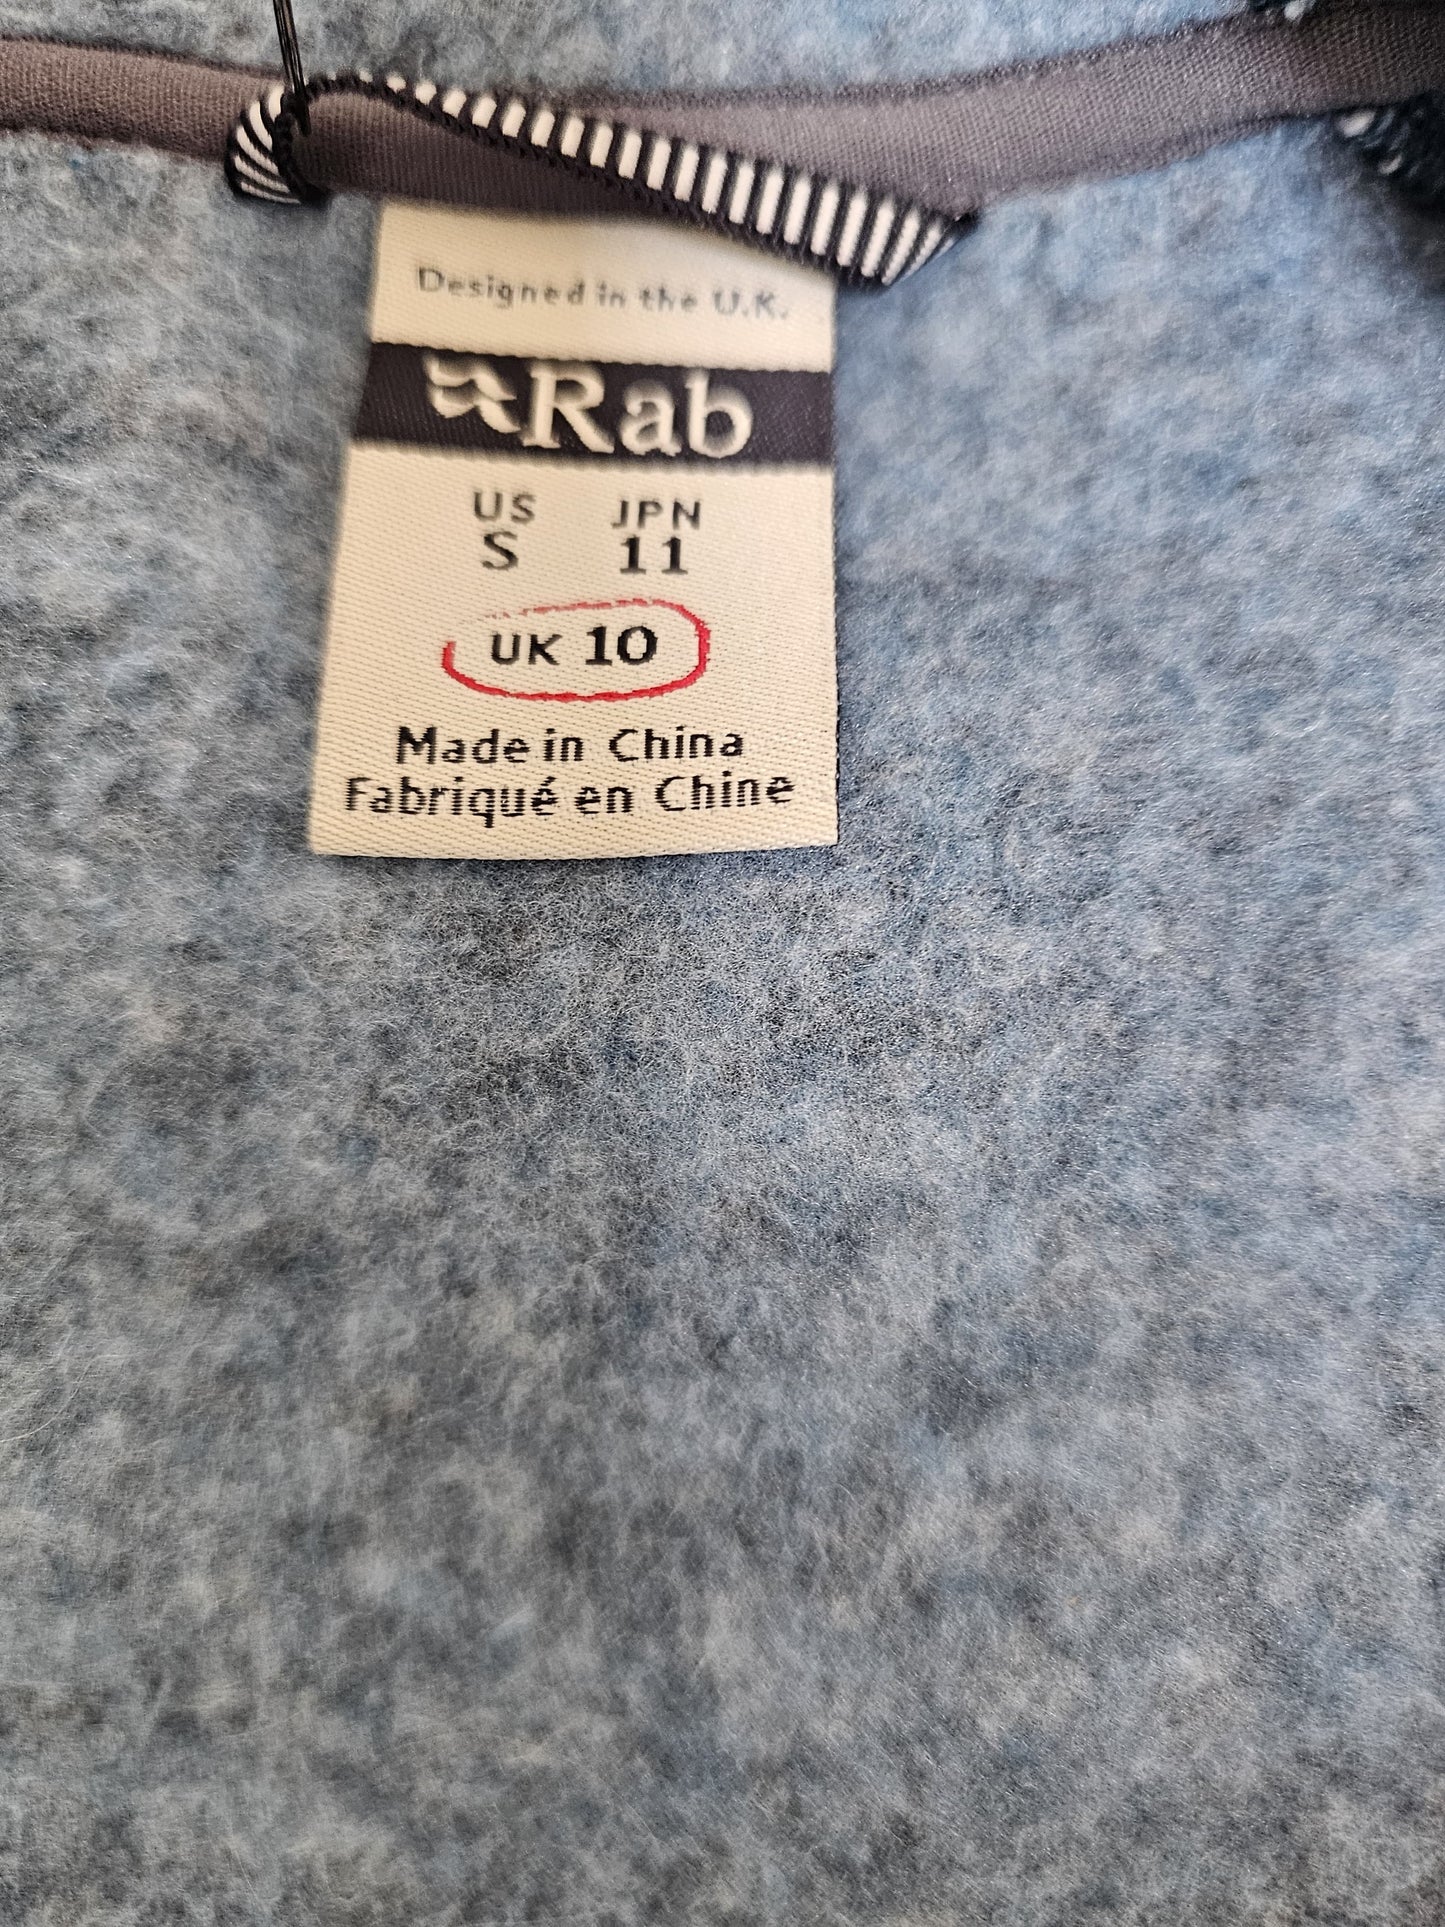 Designed in the U.K.
Rab
US JPN
S 11
UK 10
Made in China
Fabriqué en Chine